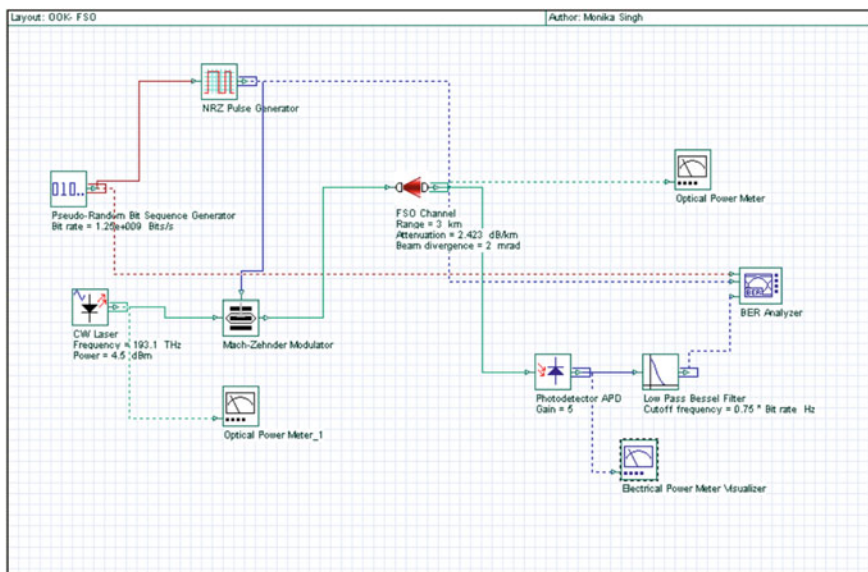 Layout: OOK- FSO
Author: Monika Singh
NRZ Pulse Generator
010..
Pseudo-Random Bit Sequence Generator
Bit rate = 1.25e+009 Bits/s
Optical Power Meter
FSO Channel
Range = 3 km
Attenuation = 2.423 dB/km
Beam divergence = 2 mrad
BER
BER Analyzer
CW Laser
Frequency = 193.1 THz
Power = 4.5 dBm
Mach-Zehnder Modulator
Photodetector APD
Gain = 5
Low Pass Bessel Filter
Cutoff frequency = 0.75 * Bit rate Hz
Optical Power Meter_1
Electrical Power Meter Visualizer